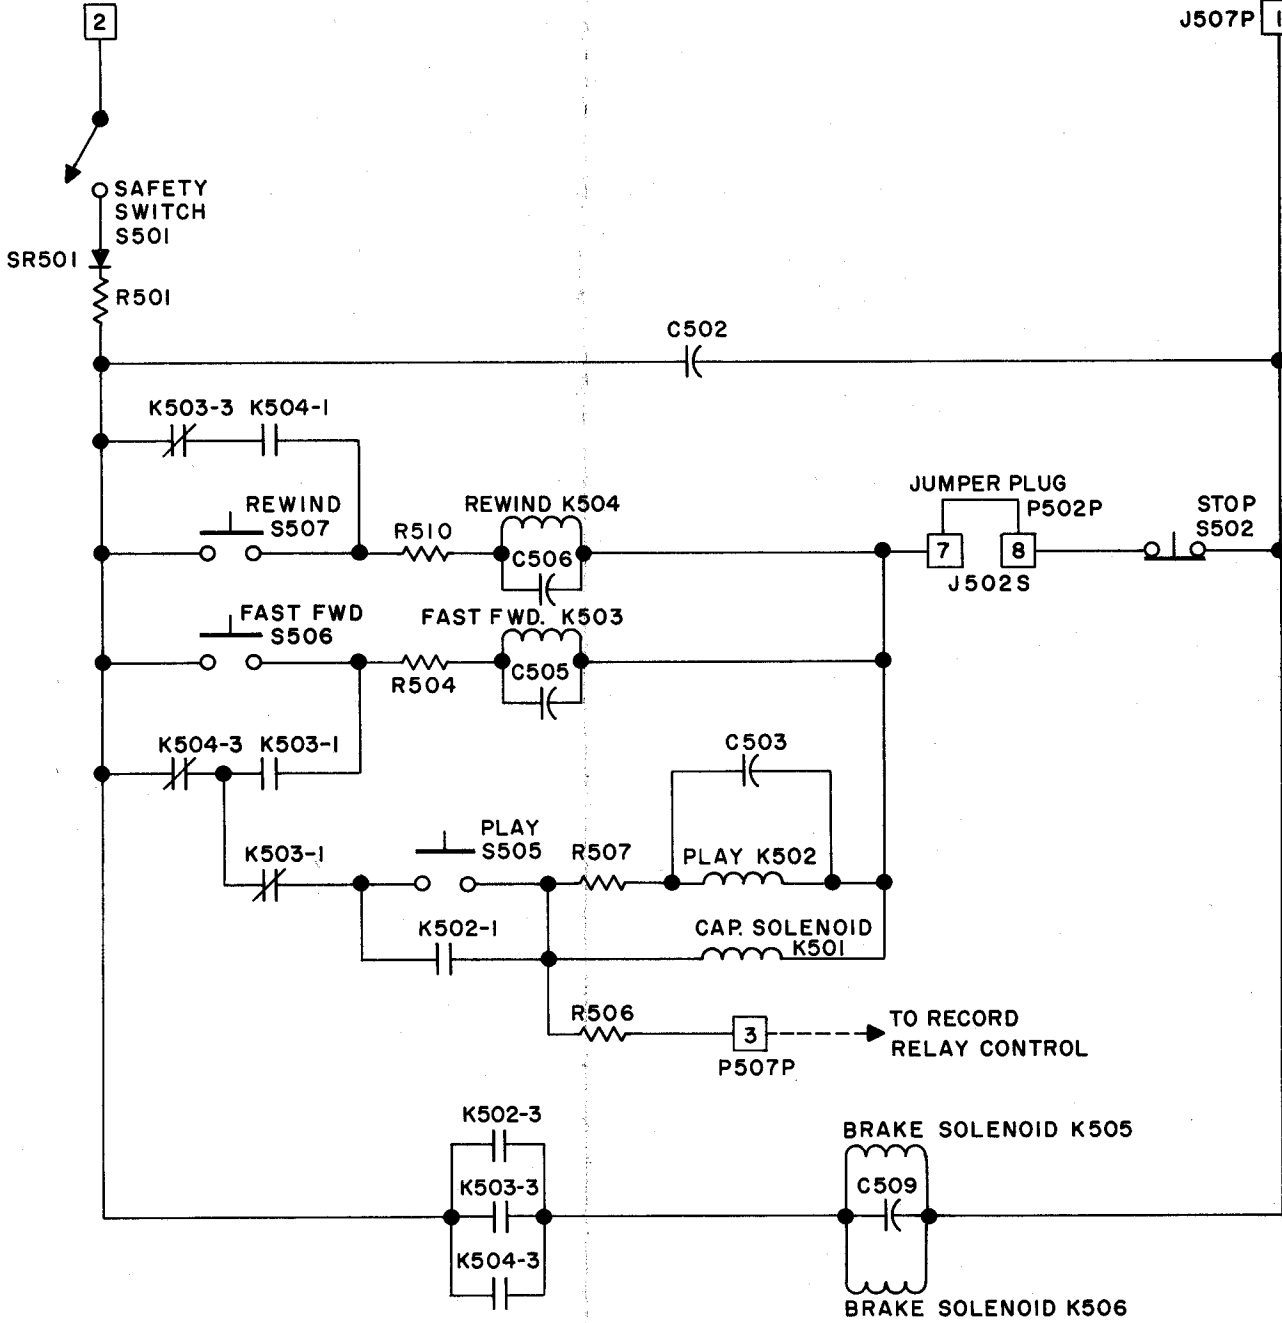 2
J507P 1
SAFETY
SWITCH
S501
SR501
R501
C502
K503-3 K504-1
REWIND
S507
R510
REWIND K504
C506
JUMPER PLUG
P502P
7
8
J502S
STOP
S502
FAST FWD
S506
R504
FAST FWD. K503
C505
K504-3 K503-1
C503
K503-1
PLAY
S505
R507
PLAY K502
K502-1
CAP. SOLENOID
K501
R506
3
P507P
TO RECORD
RELAY CONTROL
K502-3
K503-3
K504-3
BRAKE SOLENOID K505
C509
BRAKE SOLENOID K506